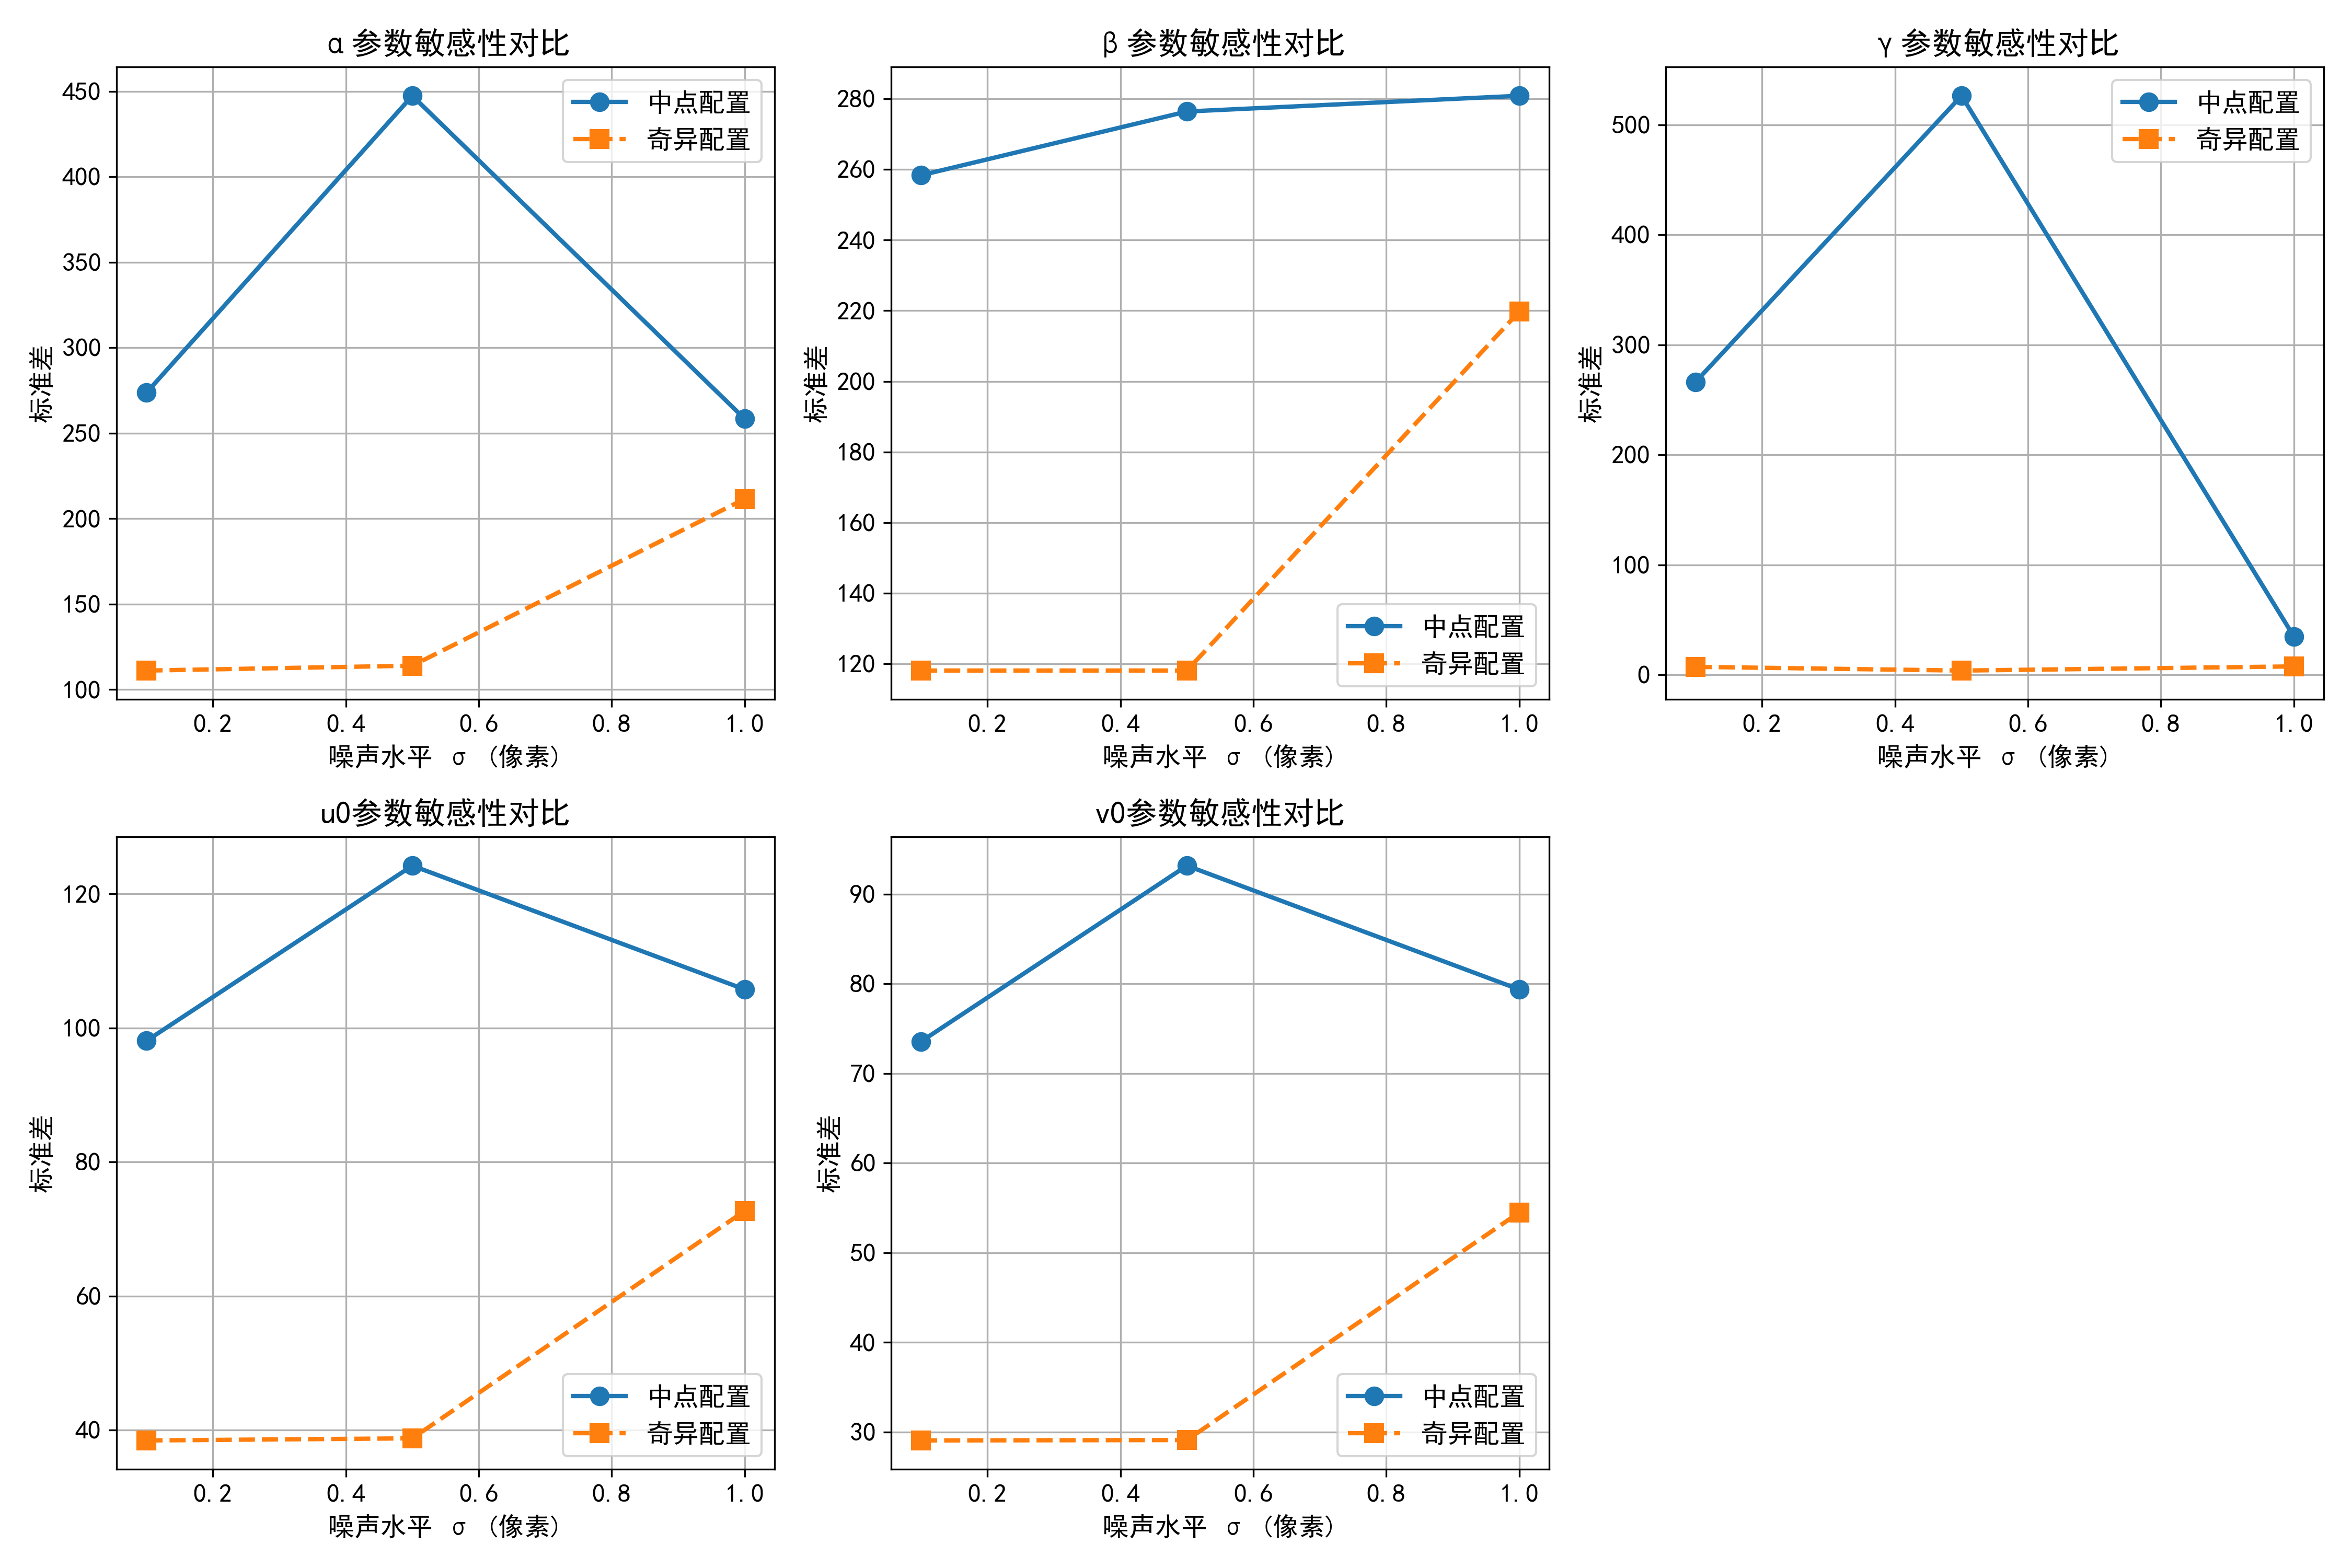 α 参数敏感性对比
450
400
350
300
250
200
150
100
标准差
0.2 0.4 0.6 0.8 1.0
噪声水平 σ (像素)
中点配置
奇异配置
β 参数敏感性对比
280
260
240
220
200
180
160
140
120
标准差
0.2 0.4 0.6 0.8 1.0
噪声水平 σ (像素)
中点配置
奇异配置
γ 参数敏感性对比
500
400
300
200
100
0
标准差
0.2 0.4 0.6 0.8 1.0
噪声水平 σ (像素)
中点配置
奇异配置
u0参数敏感性对比
120
100
80
60
40
标准差
0.2 0.4 0.6 0.8 1.0
噪声水平 σ (像素)
中点配置
奇异配置
v0参数敏感性对比
90
80
70
60
50
40
30
标准差
0.2 0.4 0.6 0.8 1.0
噪声水平 σ (像素)
中点配置
奇异配置